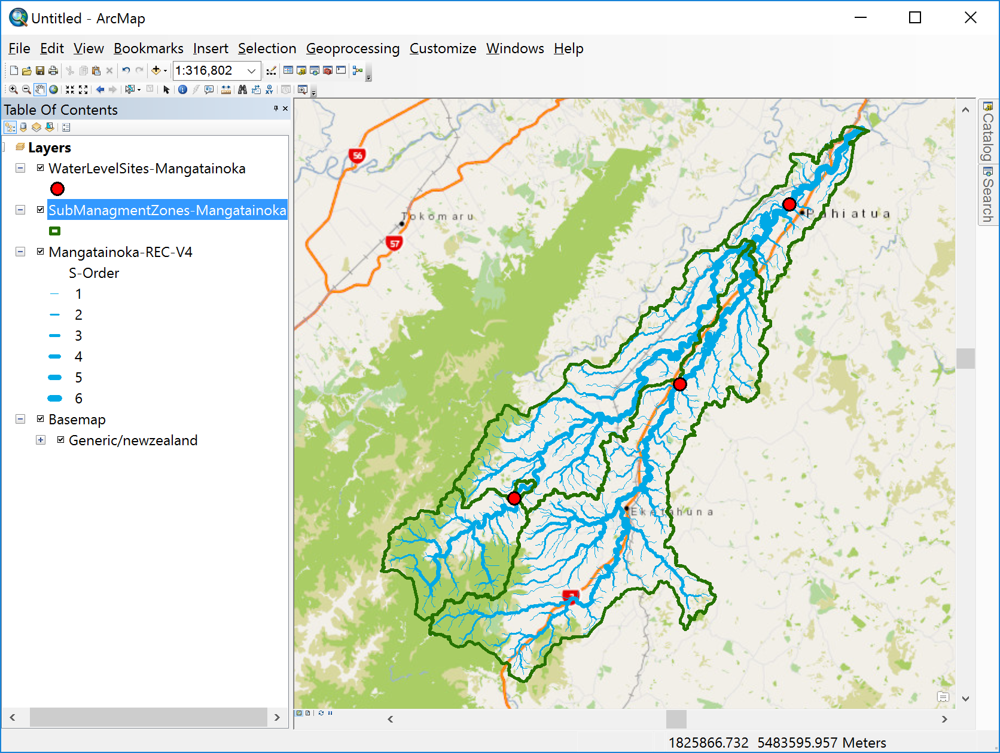 Untitled - ArcMap
File Edit View Bookmarks Insert Selection Geoprocessing Customize Windows Help
1:316,802
Table Of Contents
Layers
WaterLevelSites-Mangatainoka
SubManagmentZones-Mangatainoka
Mangatainoka-REC-V4
S-Order
1
2
3
4
5
6
Basemap
Generic/newzealand
56
Tokomaru
57
Pahiatua
Eketahuna
Catalog
Search
1825866.732 5483595.957 Meters